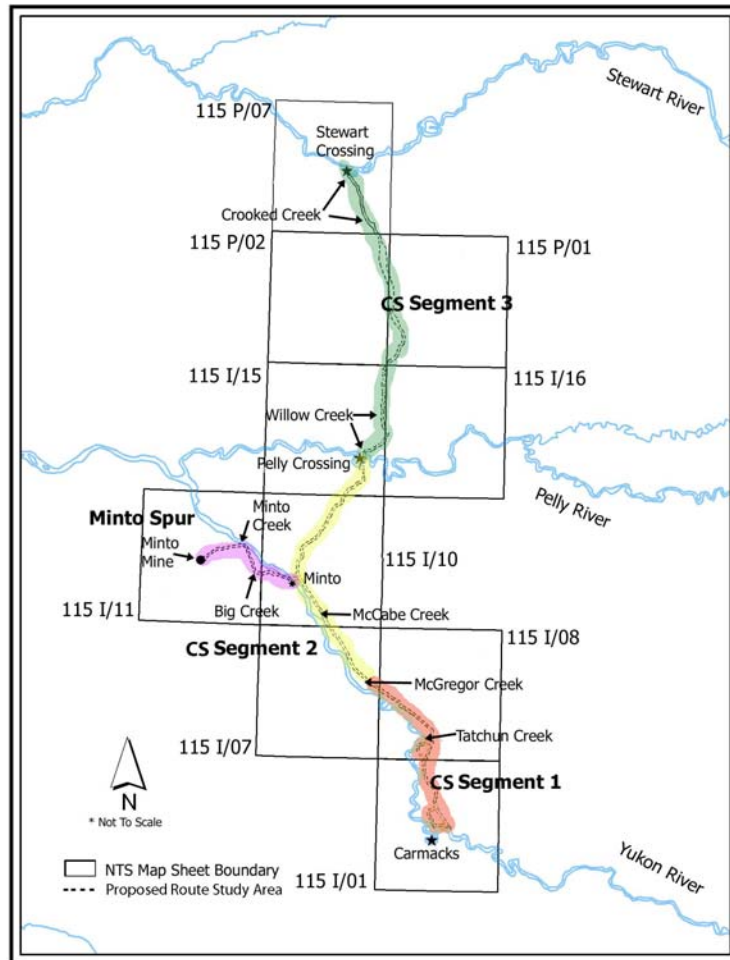 Stewart River
115 P/07
Stewart
Crossing
Crooked Creek
115 P/02
115 P/01
CS Segment 3
115 I/15
115 I/16
Willow Creek
Pelly Crossing
Pelly River
Minto Spur
Minto
Creek
Minto
Mine
Minto
115 I/10
Big Creek
115 I/11
McCabe Creek
115 I/08
CS Segment 2
McGregor Creek
Tatchun Creek
115 I/07
CS Segment 1
N
* Not To Scale
Carmacks
Yukon River
NTS Map Sheet Boundary
Proposed Route Study Area
115 I/01